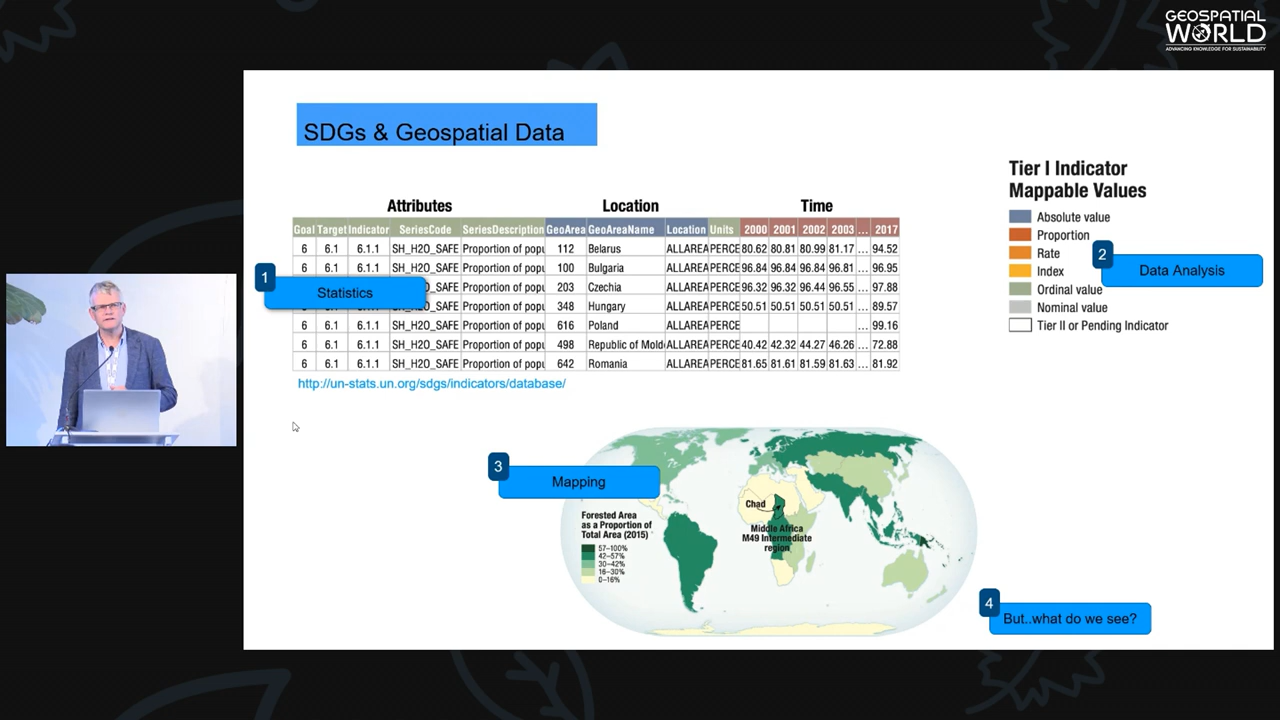 GEOSPATIAL
WORLD
ADVANCING KNOWLEDGE FOR SUSTAINABILITY
SDGs & Geospatial Data
Attributes Location Time
Goal Target Indicator SeriesCode SeriesDescription GeoArea GeoAreaName Location Units 2000 2001 2002 2003 ... 2017
6 6.1 6.1.1 SH_H2O_SAFE Proportion of popu 112 Belarus ALLAREA PERCE 80.62 80.81 80.99 81.17 ... 94.52
6 6.1 6.1.1 SH_H2O_SAFE Proportion of popu 100 Bulgaria ALLAREA PERCE 96.84 96.84 96.84 96.81 ... 96.95
SH_H2O_SAFE Proportion of popu 203 Czechia ALLAREA PERCE 96.32 96.32 96.44 96.55 ... 97.88
SH_H2O_SAFE Proportion of popu 348 Hungary ALLAREA PERCE 50.51 50.51 50.51 50.51 ... 89.57
6 6.1 6.1.1 SH_H2O_SAFE Proportion of popu 616 Poland ALLAREA PERCE ... 99.16
6 6.1 6.1.1 SH_H2O_SAFE Proportion of popu 498 Republic of Mold ALLAREA PERCE 40.42 42.32 44.27 46.26 ... 72.88
6 6.1 6.1.1 SH_H2O_SAFE Proportion of popu 642 Romania ALLAREA PERCE 81.65 81.61 81.59 81.63 ... 81.92
1
Statistics
http://un-stats.un.org/sdgs/indicators/database/
Tier I Indicator
Mappable Values
Absolute value
Proportion
Rate
Index
Ordinal value
Nominal value
Tier II or Pending Indicator
2
Data Analysis
3
Mapping
Forested Area
as a Proportion of
Total Area (2015)
57–100%
42–57%
30–42%
16–30%
0–16%
Chad
Middle Africa
M49 Intermediate
region
4
But..what do we see?